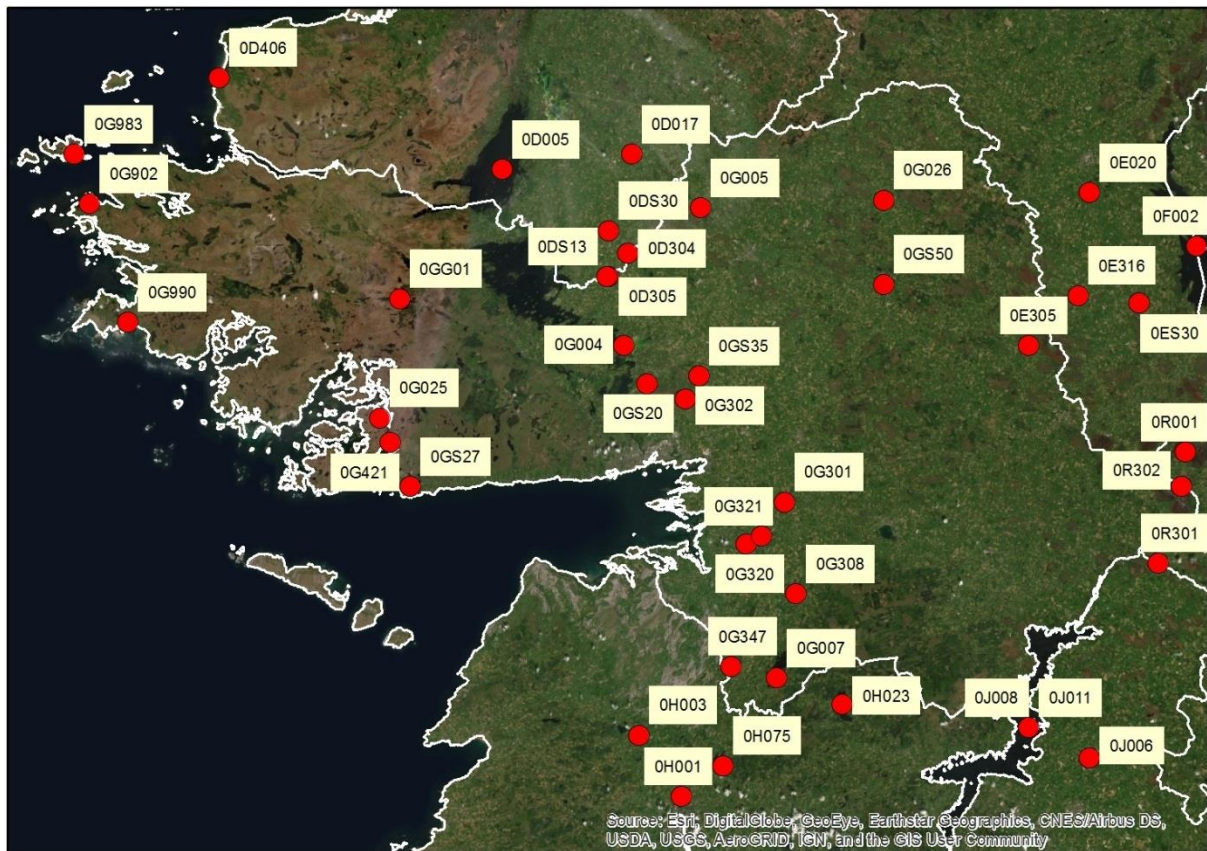 0D406
0G983
0D005
0D017
0G902
0G005
0G026
0E020
0DS30
0F002
0DS13
0D304
0GS50
0E316
0GG01
0G990
0D305
0E305
0ES30
0G004
0GS35
0G025
0GS20
0G302
0R001
0G421
0GS27
0R302
0G301
0G321
0R301
0G320
0G308
0G347
0G007
0H003
0H023
0J008
0J011
0H075
0J006
0H001
Source: Esri, DigitalGlobe, GeoEye, Earthstar Geographics, CNES/Airbus DS,
USDA, USGS, AeroGRID, IGN, and the GIS User Community